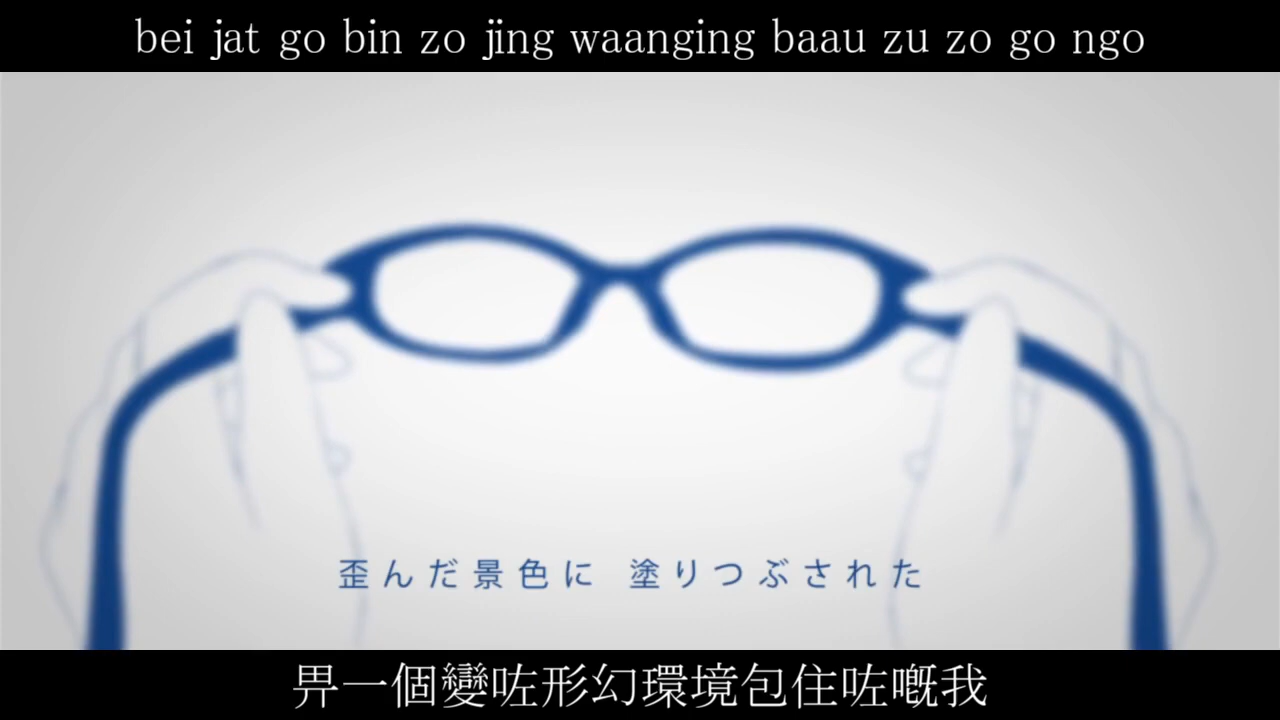 bei jat go bin zo jing waanging baau zu zo go ngo
歪んだ景色に 塗りつぶされた
畀一個變咗形幻環境包住咗嘅我